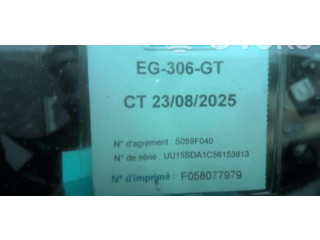 EG-306-GT
CT 23/08/2025
N° d'agrément : S059F040
N° de série : UU15SDA1C56153813
N° d'imprimé : F058077979